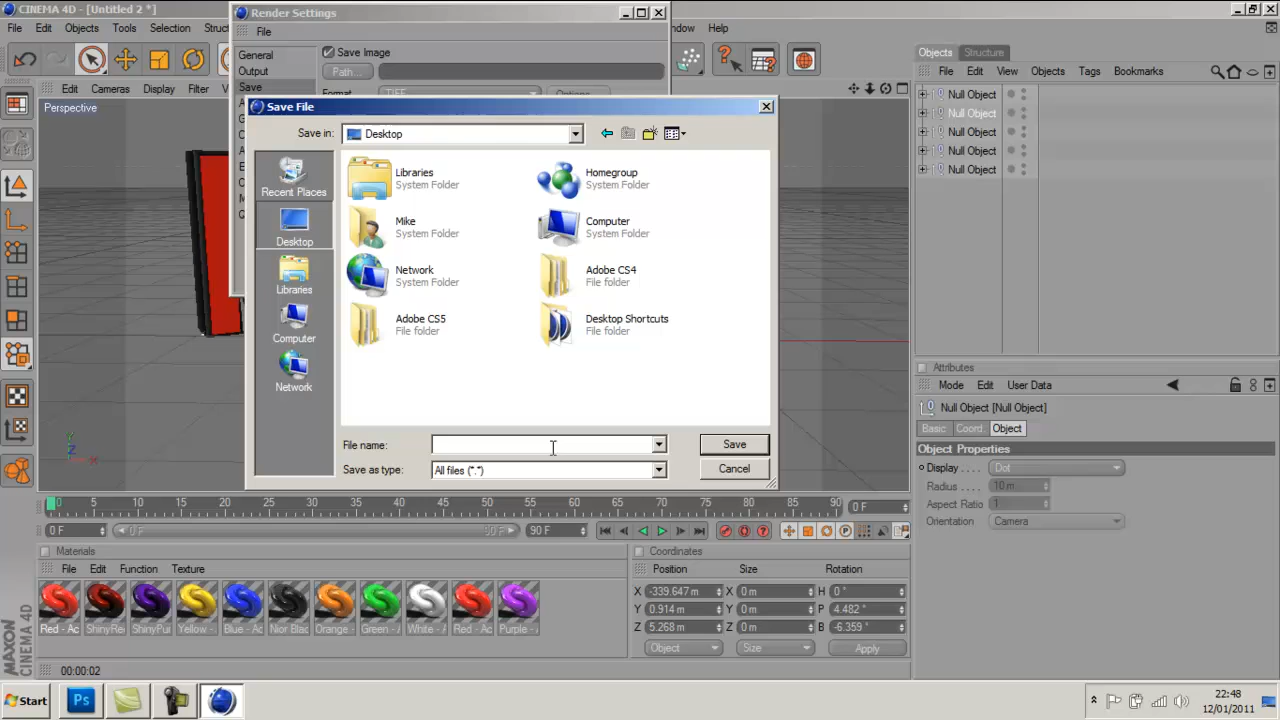 CINEMA 4D - [Untitled 2 *]
File Edit Objects Tools Selection
Help
Render Settings
File
General
Output
Save
Save Image
Path...
Format TIFF Options...
Edit Cameras Display Filter
Perspective
Save File
Save in: Desktop
Recent Places
Desktop
Libraries
Computer
Network
Libraries
System Folder
Homegroup
System Folder
Mike
System Folder
Computer
System Folder
Network
System Folder
Adobe CS4
File folder
Adobe CS5
File folder
Desktop Shortcuts
File folder
File name:
Save
Save as type: All files (*.*)
Cancel
Objects Structure
File Edit View Objects Tags Bookmarks
Null Object
Null Object
Null Object
Null Object
Null Object
Attributes
Mode Edit User Data
Null Object [Null Object]
Basic Coord. Object
Object Properties
Display . . . . Dot
Radius . . . . 10 m
Aspect Ratio 1
Orientation Camera
0 5 10 15 20 25 30 35 40 45 50 55 60 65 70 75 80 85 90 0 F
0 F 0 F 90 F 90 F
Materials
File Edit Function Texture
Red - Ac ShinyRe ShinyPu Yellow - Blue - Ac Nior Blac Orange - Green - White - Red - Ac Purple -
Coordinates
Position Size Rotation
X -339.647 m X 0 m H 0 °
Y 0.914 m Y 0 m P 4.482 °
Z 5.268 m Z 0 m B -6.359 °
Object Size Apply
MAXON
CINEMA 4D
00:00:02
Start Ps 22:48
12/01/2011